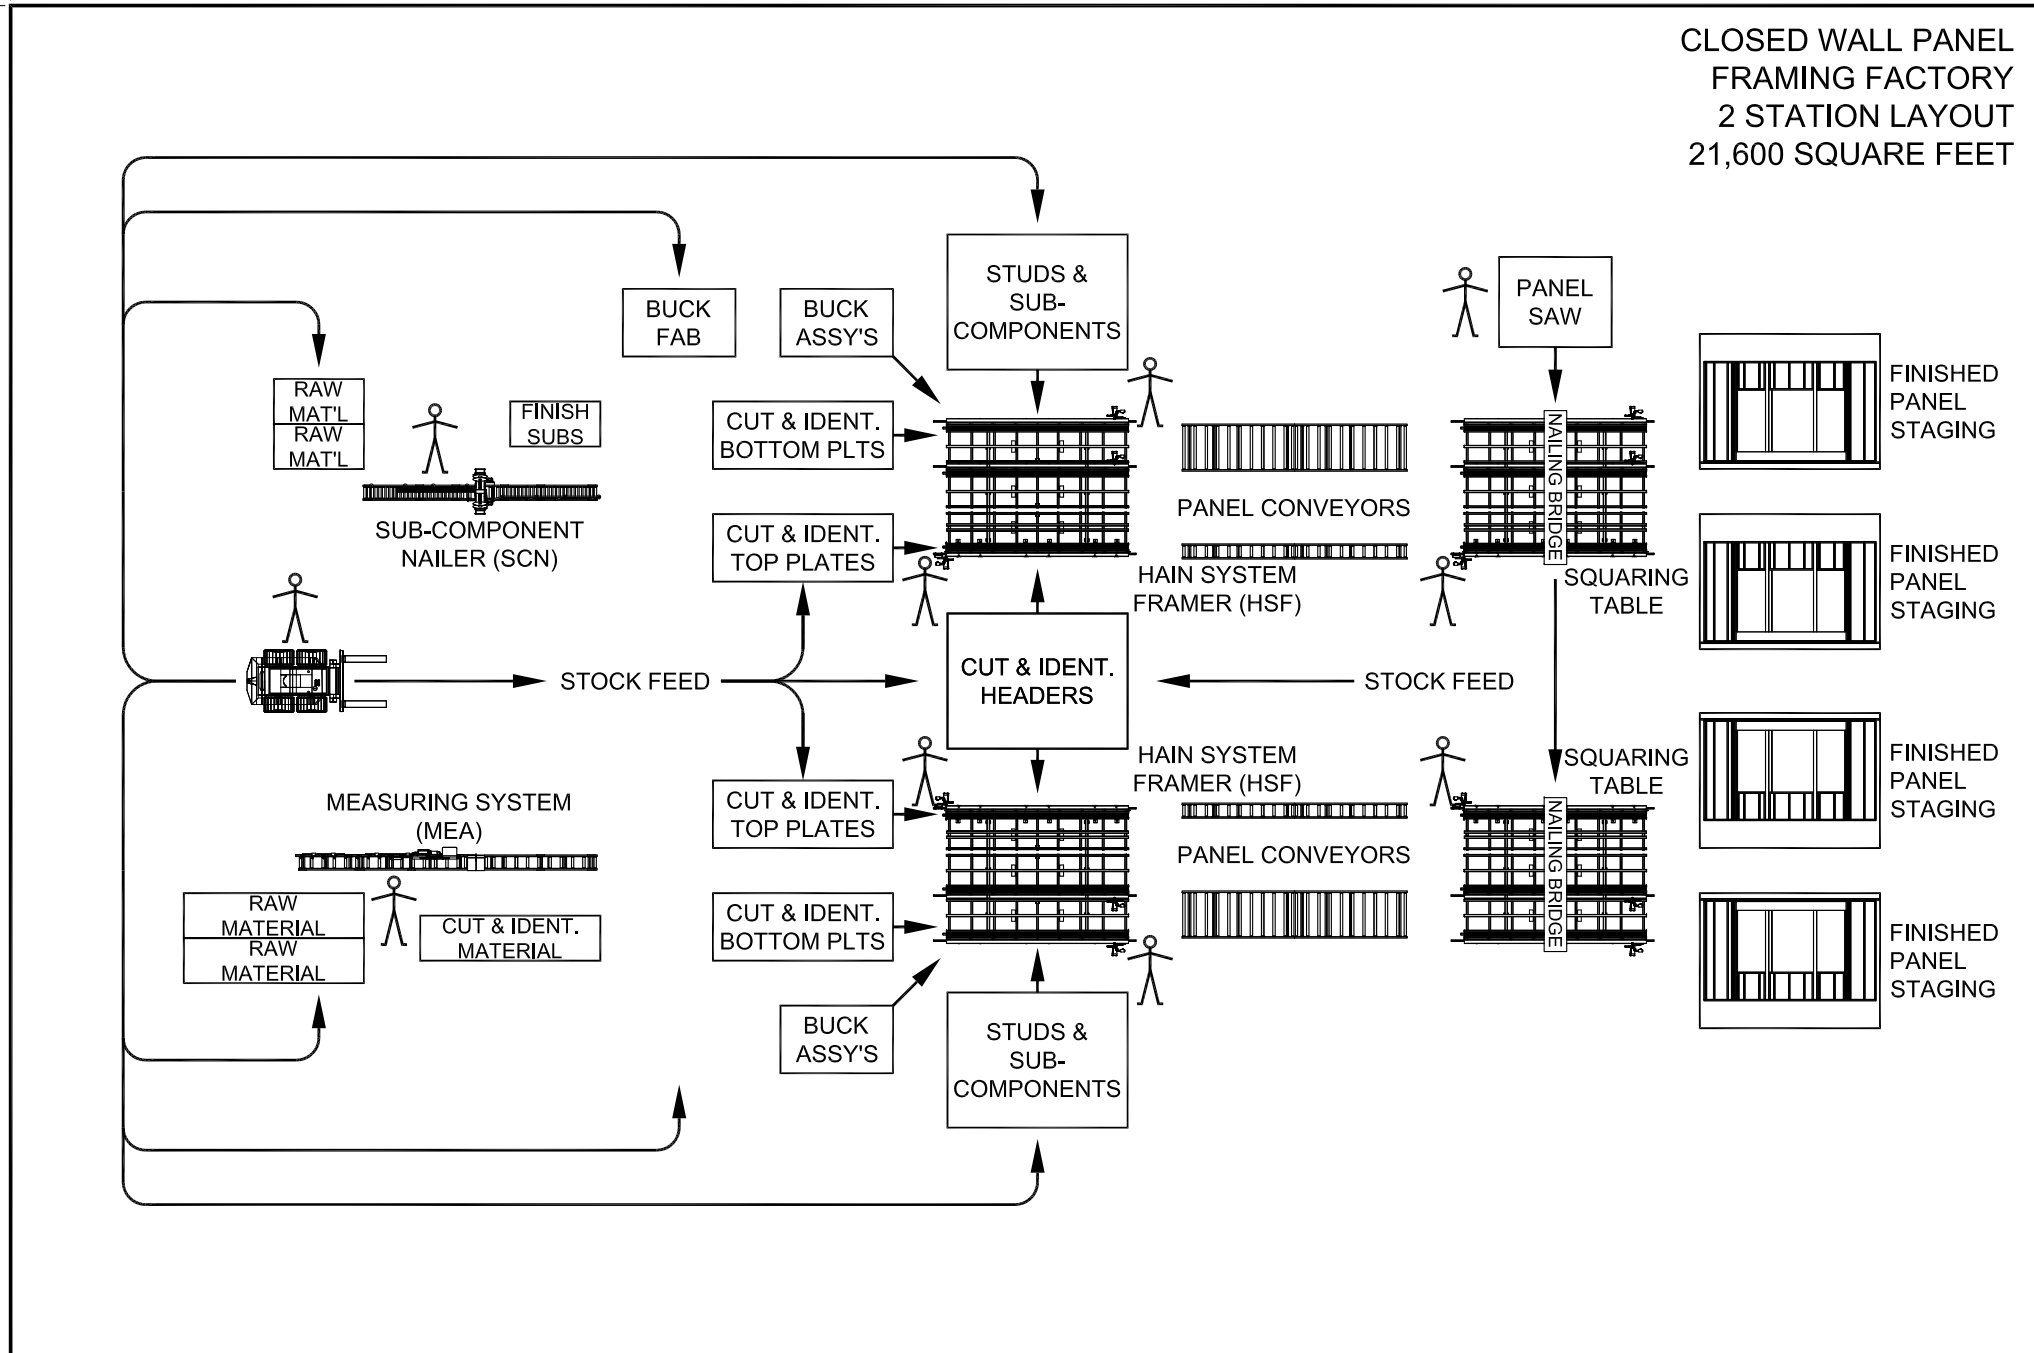 CLOSED WALL PANEL
FRAMING FACTORY
2 STATION LAYOUT
21,600 SQUARE FEET
STUDS &
SUB-
COMPONENTS
PANEL
SAW
BUCK
FAB
BUCK
ASSY'S
RAW
MAT'L
RAW
MAT'L
FINISH
SUBS
CUT & IDENT.
BOTTOM PLTS
FINISHED
PANEL
STAGING
NAILING BRIDGE
PANEL CONVEYORS
SUB-COMPONENT
NAILER (SCN)
CUT & IDENT.
TOP PLATES
HAIN SYSTEM
FRAMER (HSF)
SQUARING
TABLE
FINISHED
PANEL
STAGING
STOCK FEED
CUT & IDENT.
HEADERS
STOCK FEED
HAIN SYSTEM
FRAMER (HSF)
SQUARING
TABLE
FINISHED
PANEL
STAGING
MEASURING SYSTEM
(MEA)
CUT & IDENT.
TOP PLATES
NAILING BRIDGE
PANEL CONVEYORS
RAW
MATERIAL
RAW
MATERIAL
CUT & IDENT.
MATERIAL
CUT & IDENT.
BOTTOM PLTS
FINISHED
PANEL
STAGING
BUCK
ASSY'S
STUDS &
SUB-
COMPONENTS